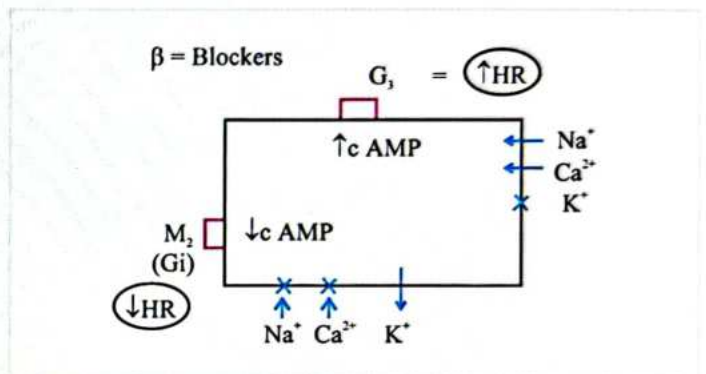 β = Blockers
G₃ = ↑HR
↑c AMP
Na⁺
Ca²⁺
K⁺
M₂ ↓c AMP
(Gi)
↓HR
Na⁺ Ca²⁺ K⁺